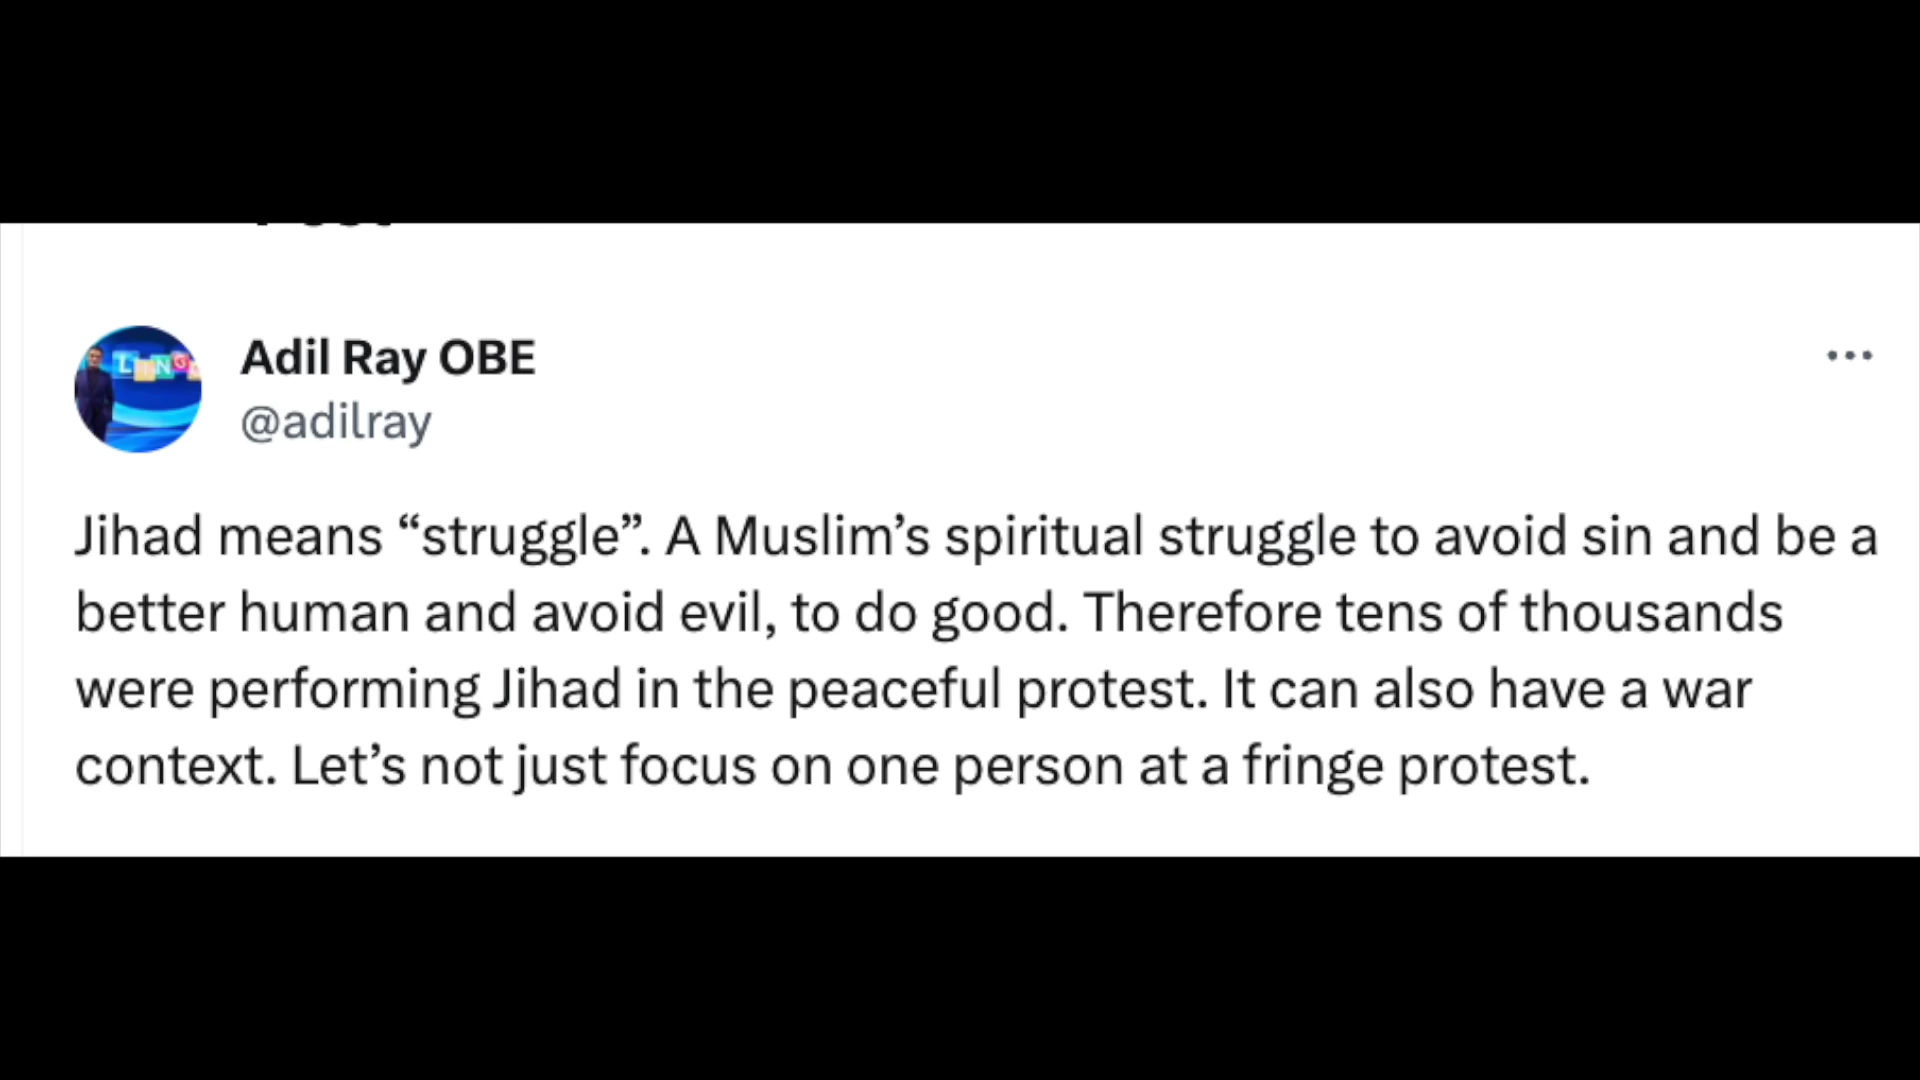 Adil Ray OBE
@adilray
Jihad means “struggle”. A Muslim’s spiritual struggle to avoid sin and be a
better human and avoid evil, to do good. Therefore tens of thousands
were performing Jihad in the peaceful protest. It can also have a war
context. Let’s not just focus on one person at a fringe protest.